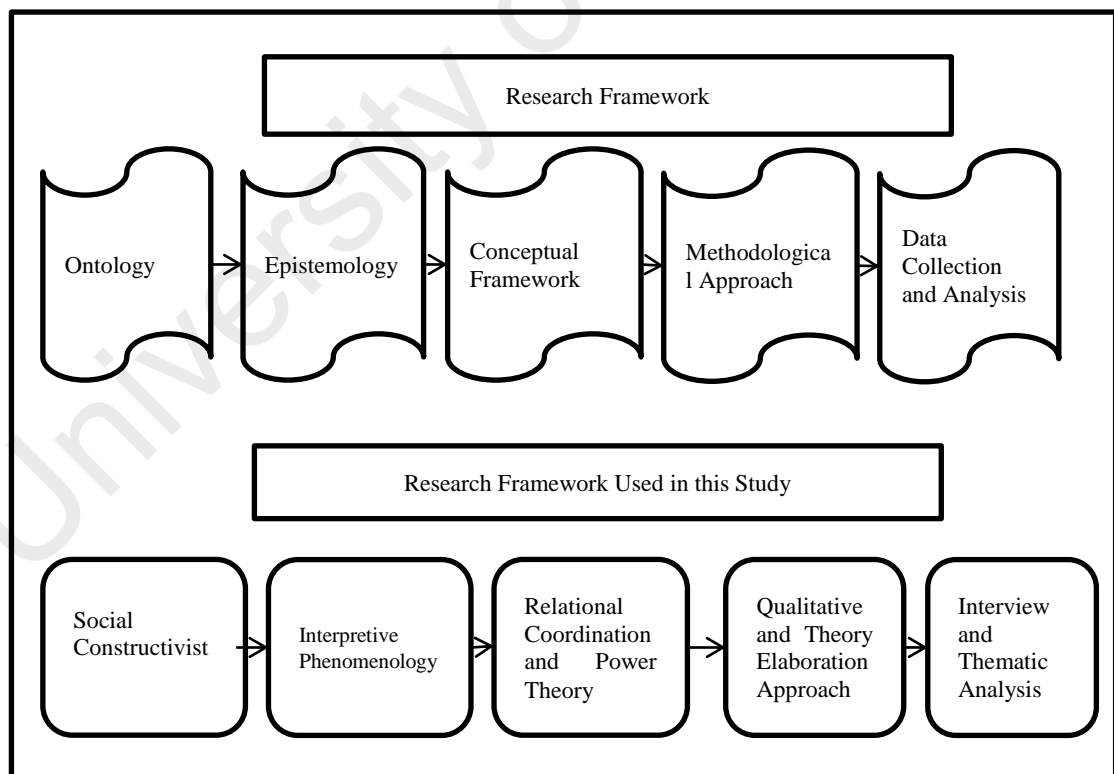 Research Framework
Ontology
Epistemology
Conceptual
Framework
Methodologica
l Approach
Data
Collection
and Analysis
Research Framework Used in this Study
Social
Constructivist
Interpretive
Phenomenology
Relational
Coordination
and Power
Theory
Qualitative
and Theory
Elaboration
Approach
Interview
and
Thematic
Analysis
University o